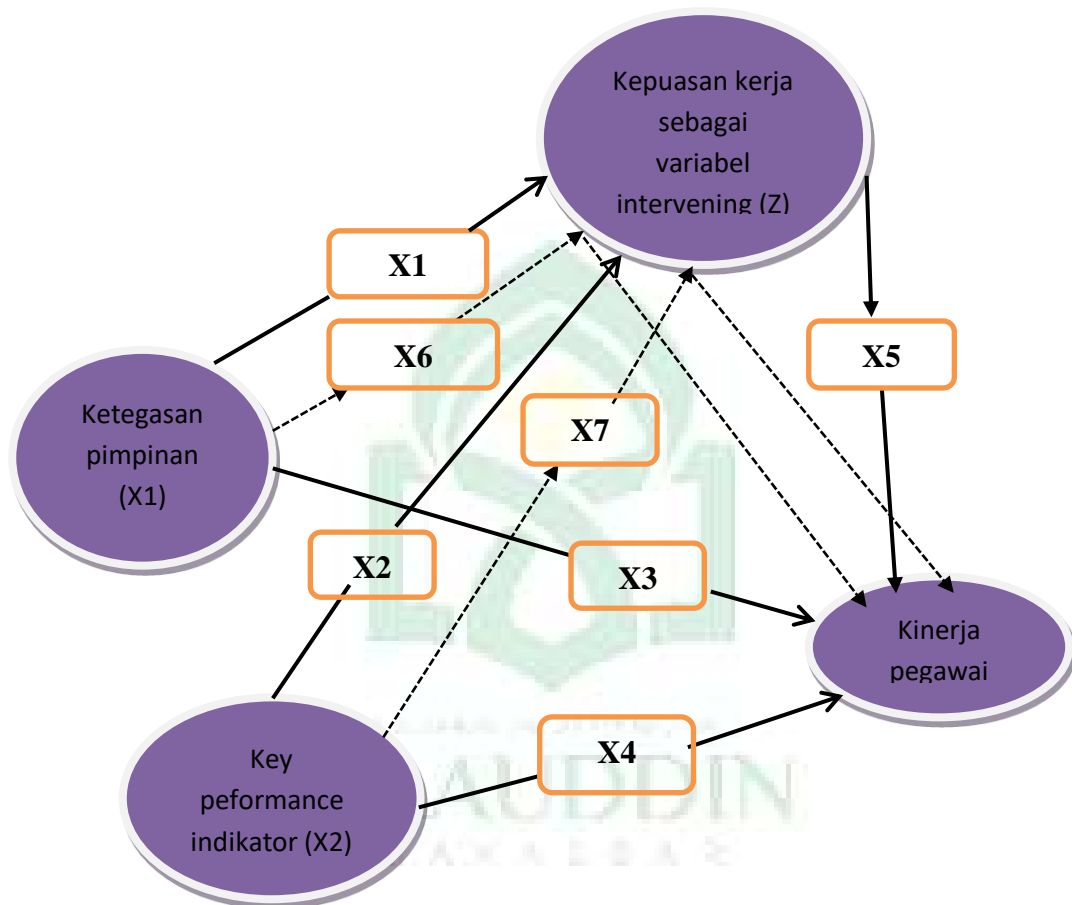 Kepuasan kerja
sebagai
variabel
intervening (Z)
X1
X6
X5
Ketegasan
pimpinan
(X1)
X7
X2
X3
Kinerja
pegawai
X4
Key
peformance
indikator (X2)
AUDDIN